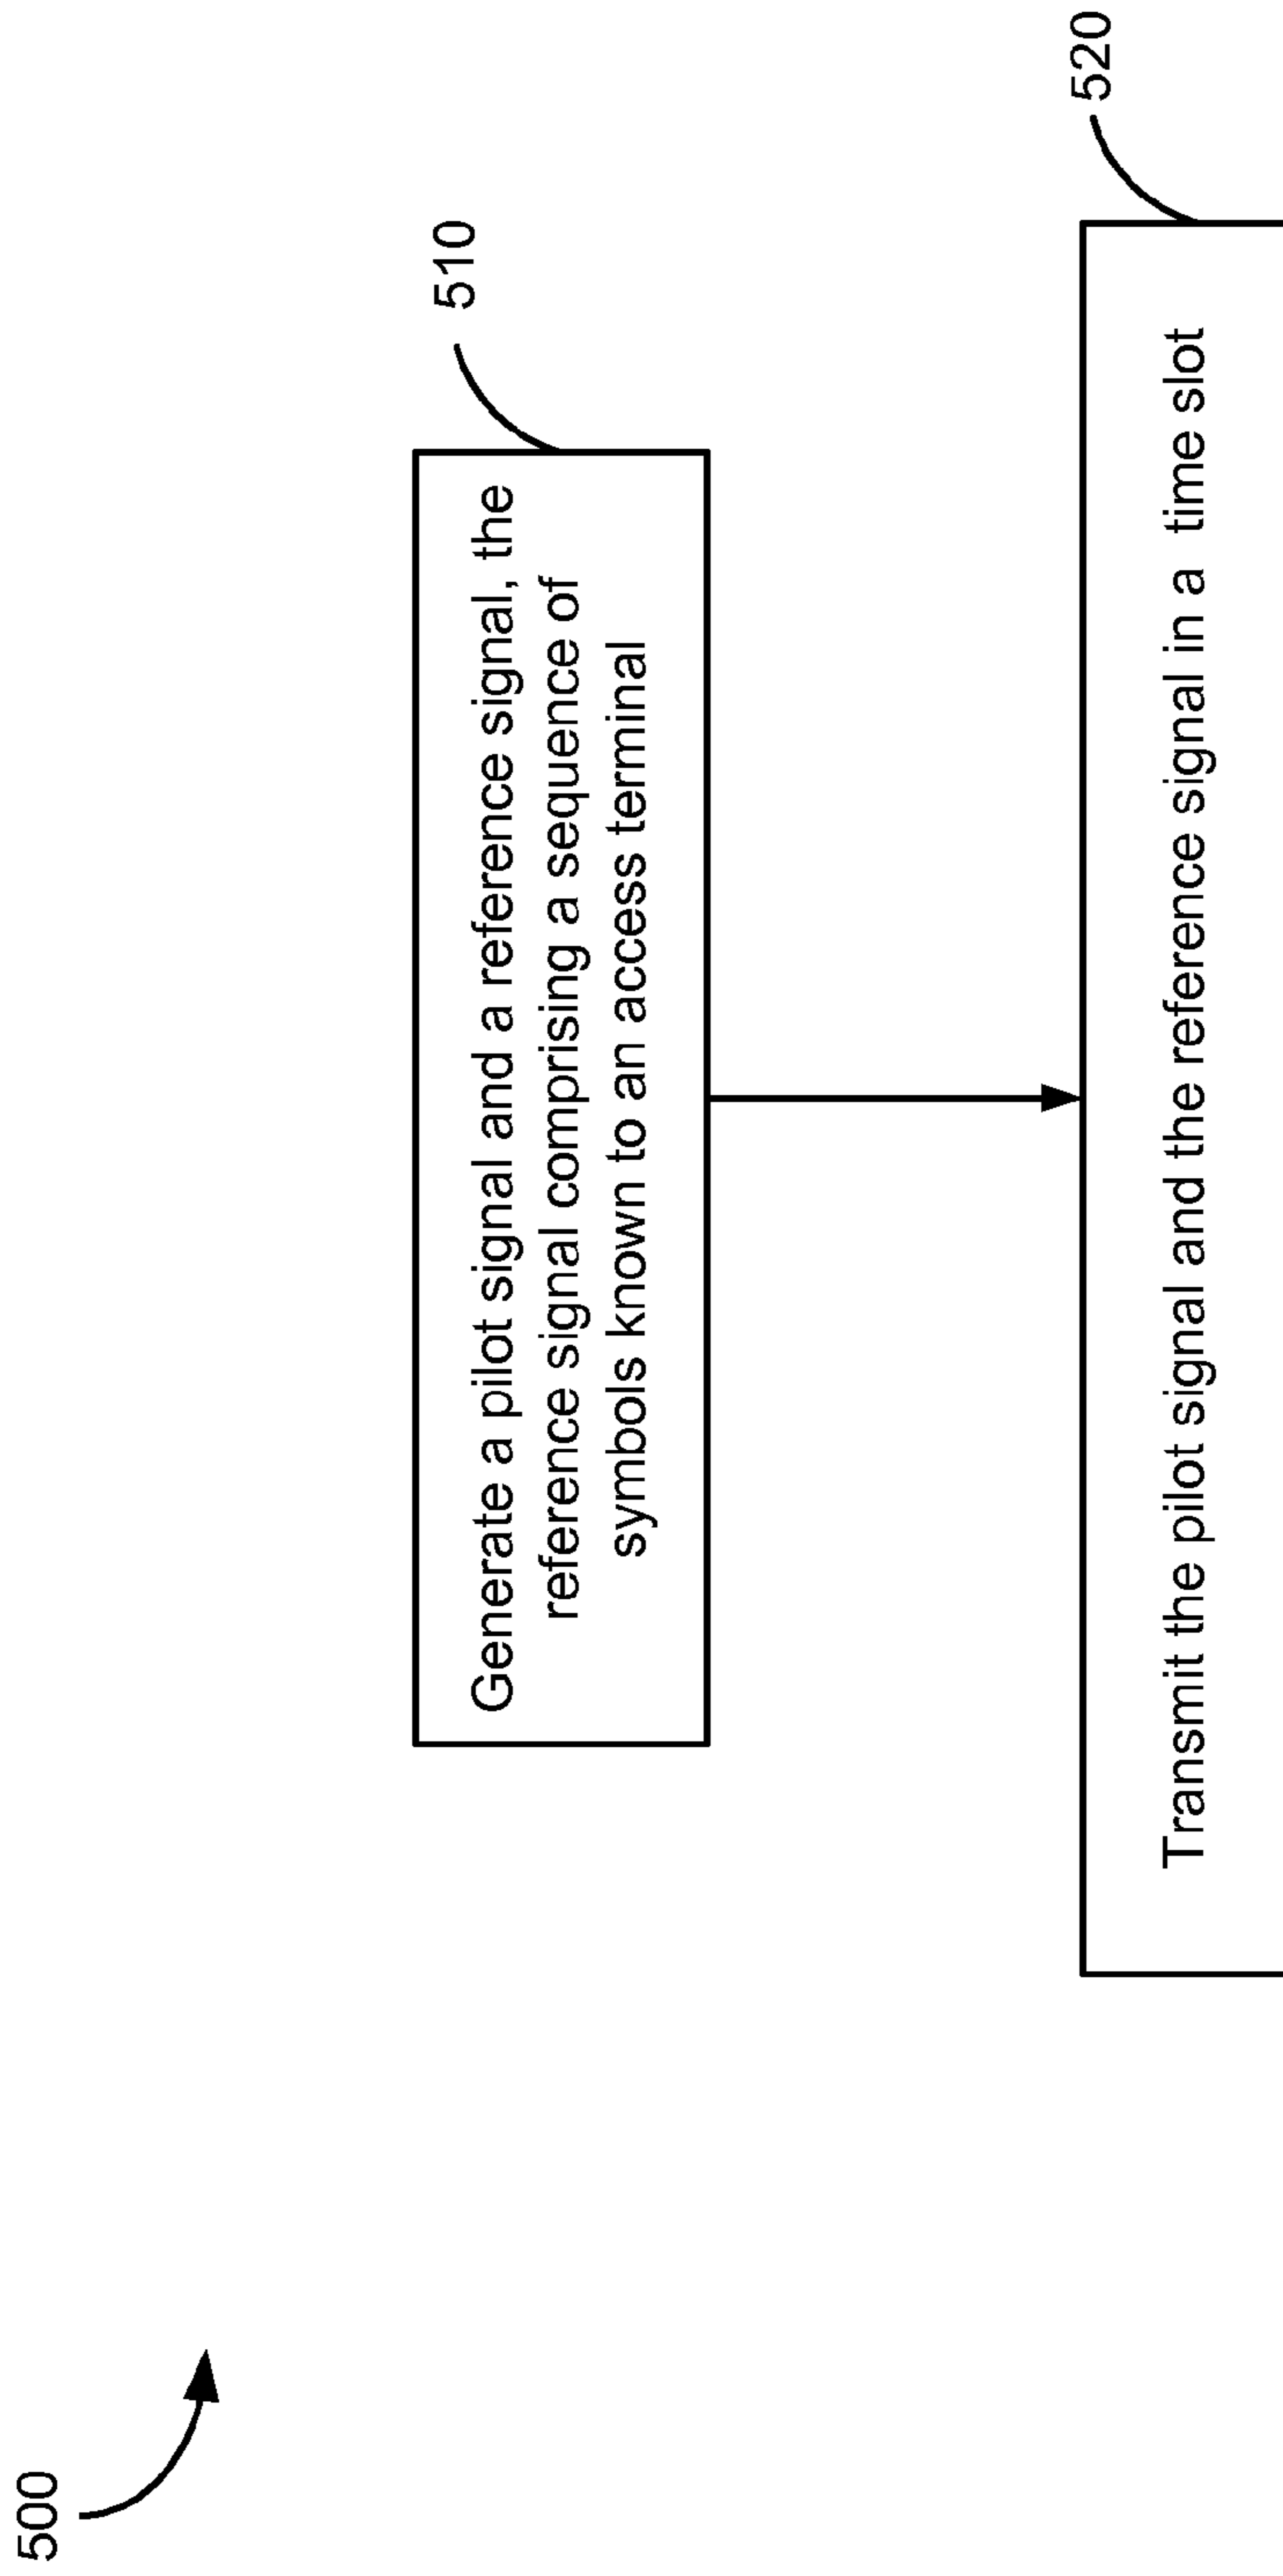 500
510
Generate a pilot signal and a reference signal, the
reference signal comprising a sequence of
symbols known to an access terminal
520
Transmit the pilot signal and the reference signal in a time slot